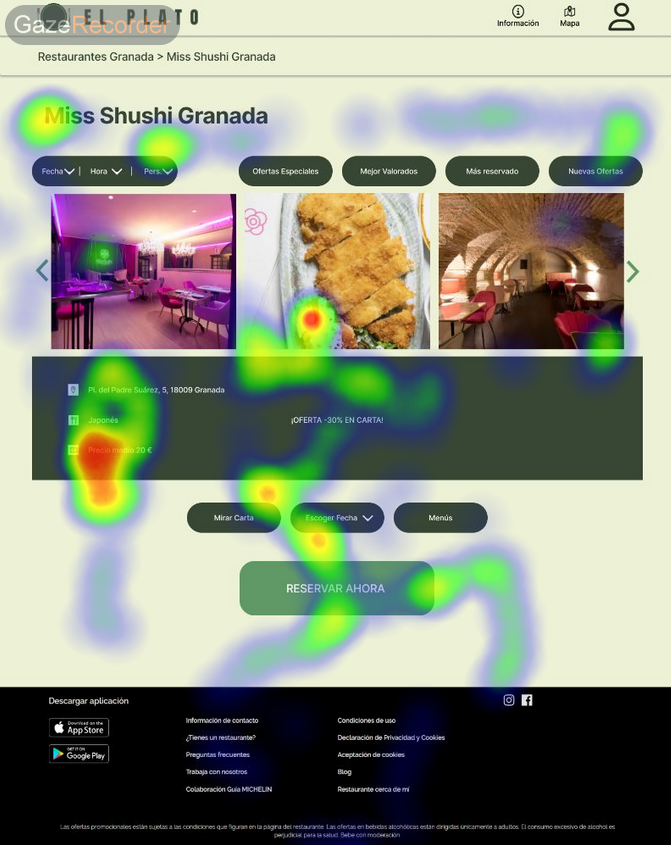 GazeRecorder
EL PLATO
Información
Mapa
Restaurantes Granada > Miss Shushi Granada
Miss Shushi Granada
Fecha | Hora | Pers.
Ofertas Especiales
Mejor Valorados
Más reservado
Nuevas Ofertas
Pl. del Padre Suárez, 5, 18009 Granada
Japonés
¡OFERTA -30% EN CARTA!
Precio medio 20 €
Mirar Carta
Escoger Fecha
Menús
RESERVAR AHORA
Descargar aplicación
Download on the
App Store
GET IT ON
Google Play
Información de contacto
¿Tienes un restaurante?
Preguntas frecuentes
Trabaja con nosotros
Colaboración Guía MICHELIN
Condiciones de uso
Declaración de Privacidad y Cookies
Aceptación de cookies
Blog
Restaurante cerca de mí
Las ofertas promocionales están sujetas a las condiciones que figuran en la página del restaurante. Las ofertas en bebidas alcohólicas están dirigidas únicamente a adultos. El consumo excesivo de alcohol es
perjudicial para la salud. Bebe con moderación